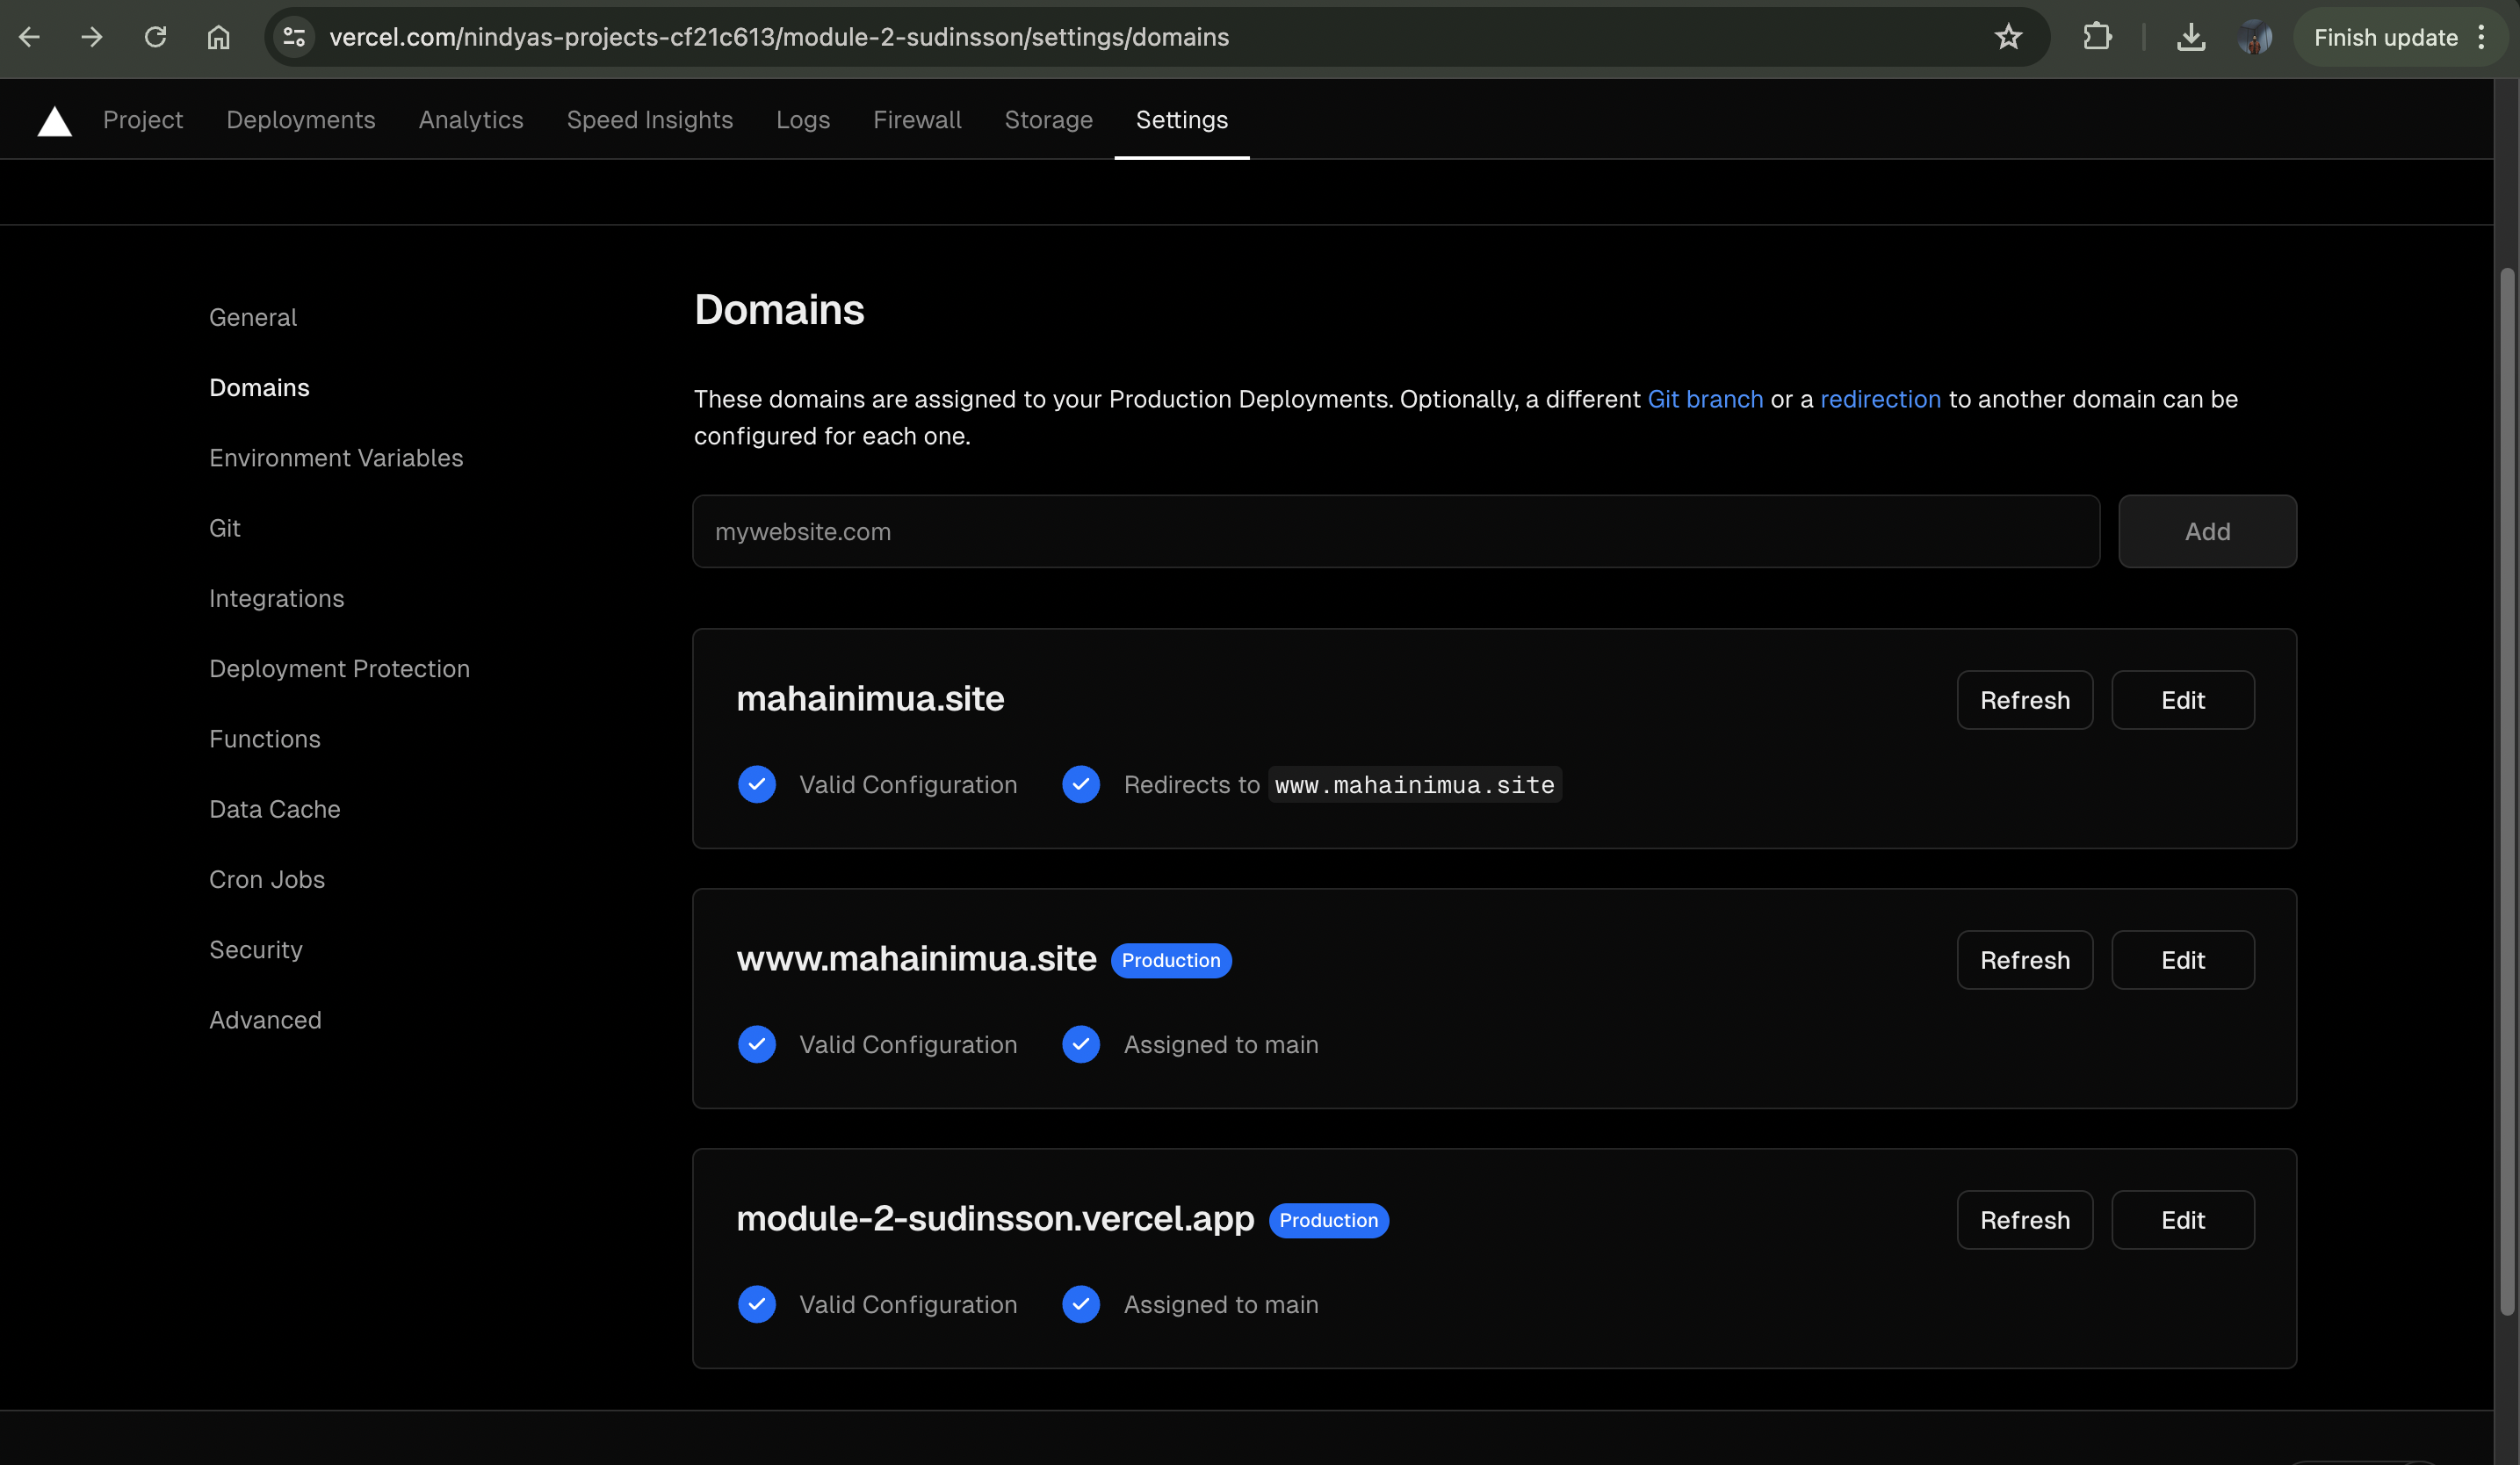 vercel.com/nindyas-projects-cf21c613/module-2-sudinsson/settings/domains
Finish update
Project
Deployments
Analytics
Speed Insights
Logs
Firewall
Storage
Settings
General
Domains
Environment Variables
Git
Integrations
Deployment Protection
Functions
Data Cache
Cron Jobs
Security
Advanced
Domains
These domains are assigned to your Production Deployments. Optionally, a different Git branch or a redirection to another domain can be
configured for each one.
mywebsite.com
Add
mahainimua.site
Refresh
Edit
Valid Configuration
Redirects to www.mahainimua.site
www.mahainimua.site
Production
Refresh
Edit
Valid Configuration
Assigned to main
module-2-sudinsson.vercel.app
Production
Refresh
Edit
Valid Configuration
Assigned to main